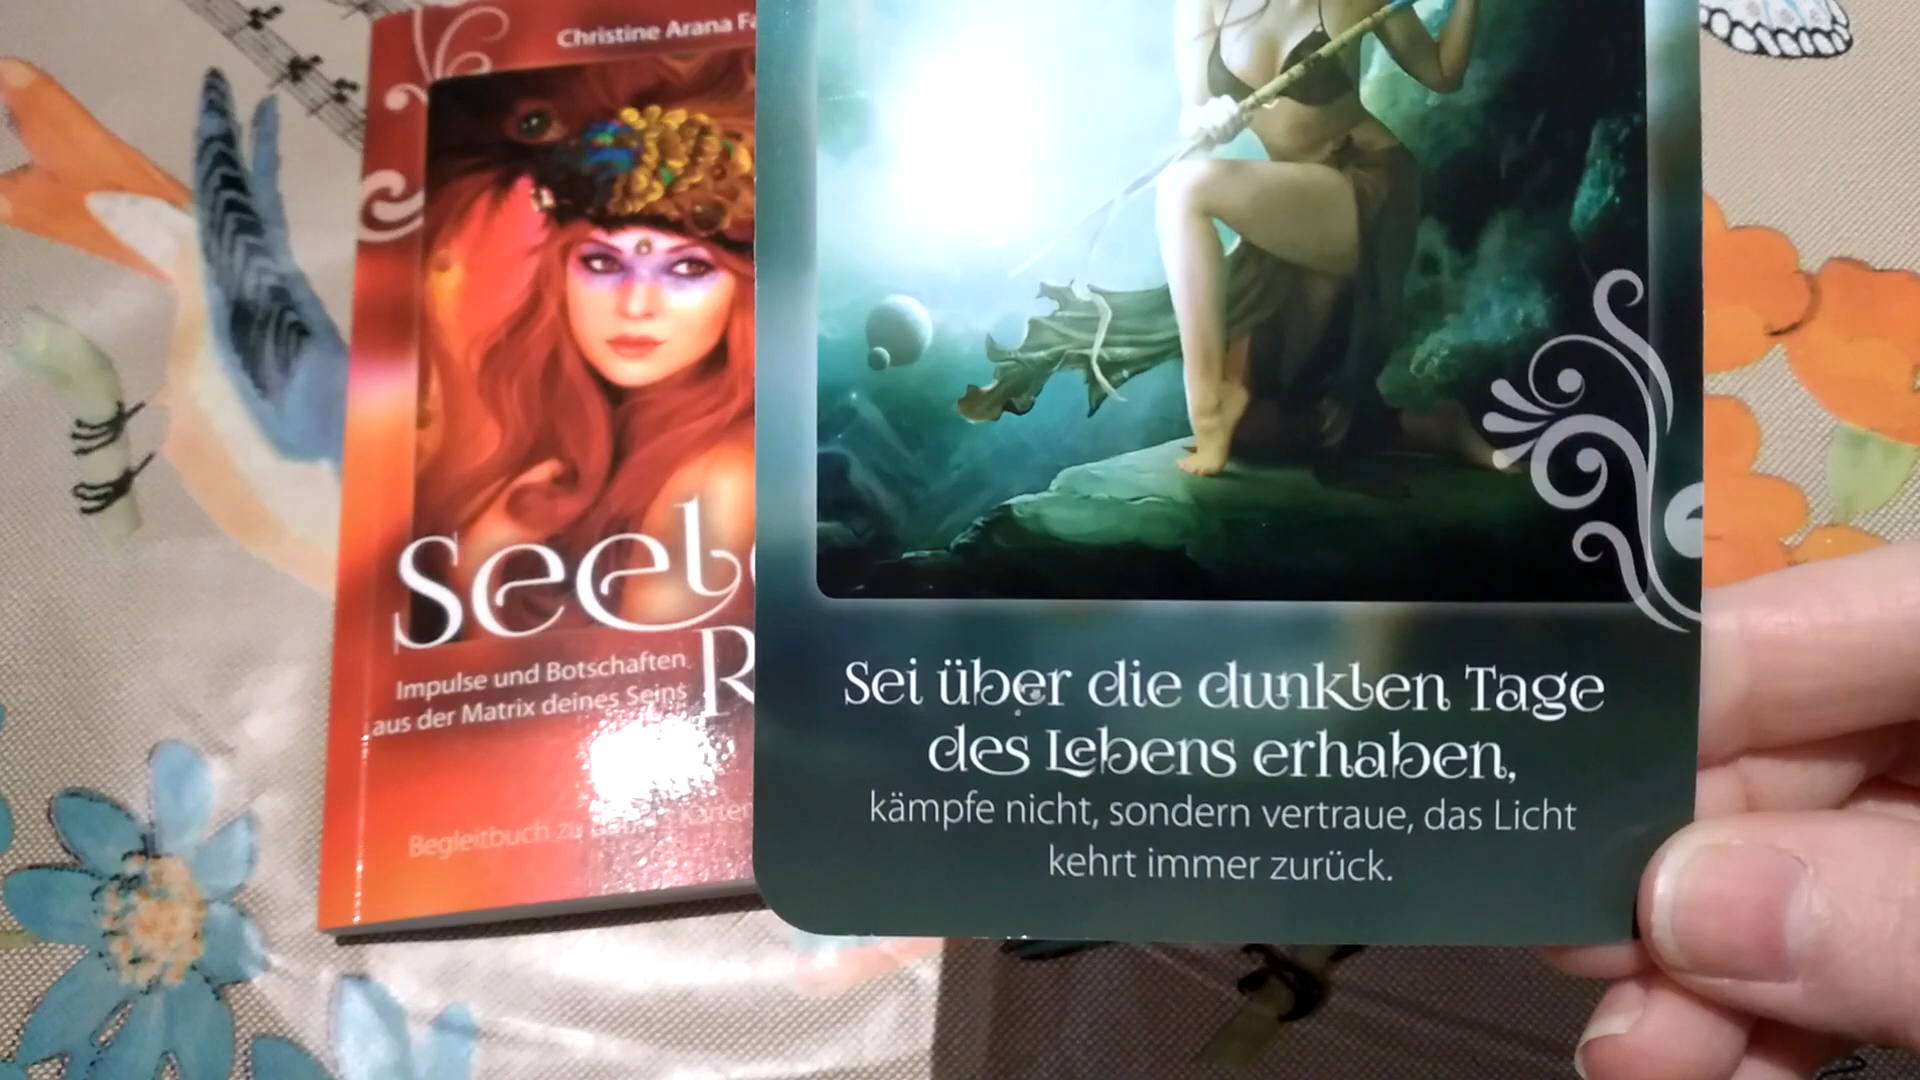 Christine Arana
Seel
R
Impulse und Botschaften
aus der Matrix deines Seins
Begleitbuch zu Karten
Sei über die dunklen Tage
des Lebens erhaben,
kämpfe nicht, sondern vertraue, das Licht
kehrt immer zurück.